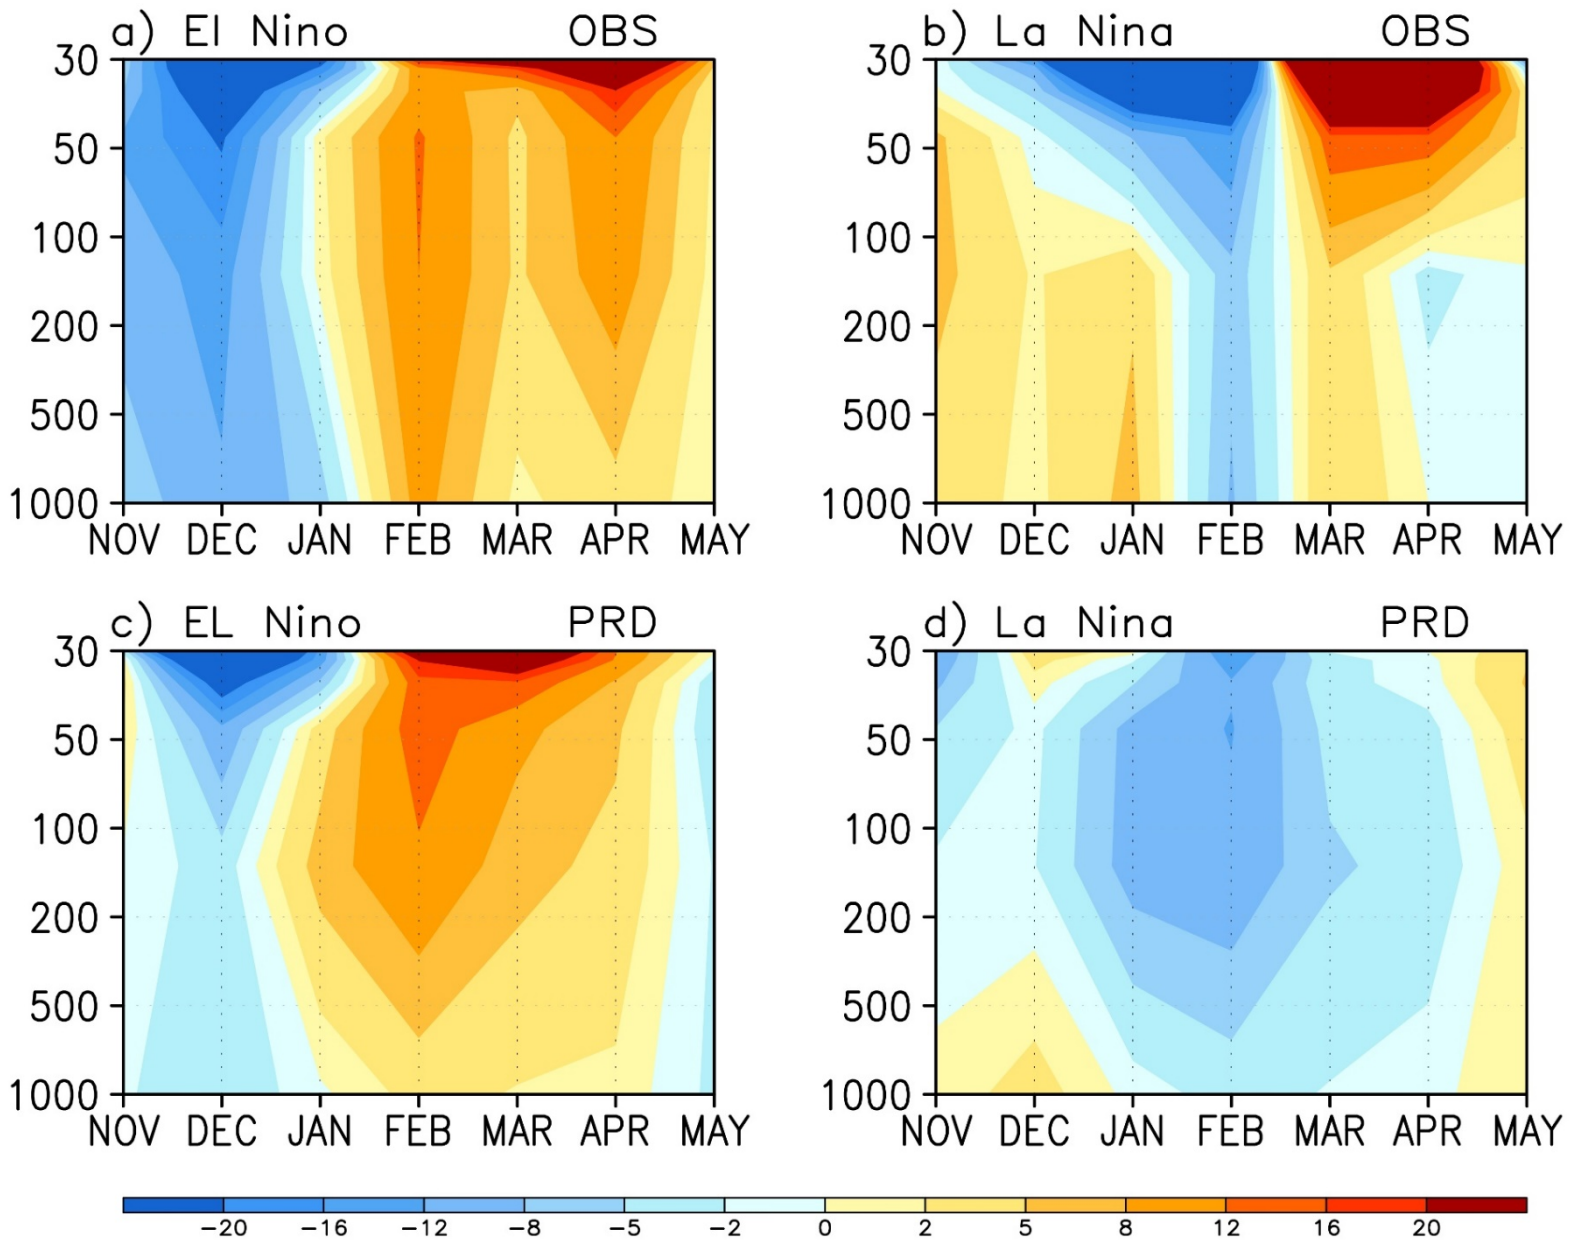 a) El Nino OBS
b) La Nina OBS
30
50
100
200
500
1000
NOV DEC JAN FEB MAR APR MAY
30
50
100
200
500
1000
NOV DEC JAN FEB MAR APR MAY
c) EL Nino PRD
d) La Nina PRD
30
50
100
200
500
1000
NOV DEC JAN FEB MAR APR MAY
30
50
100
200
500
1000
NOV DEC JAN FEB MAR APR MAY
−20 −16 −12 −8 −5 −2 0 2 5 8 12 16 20